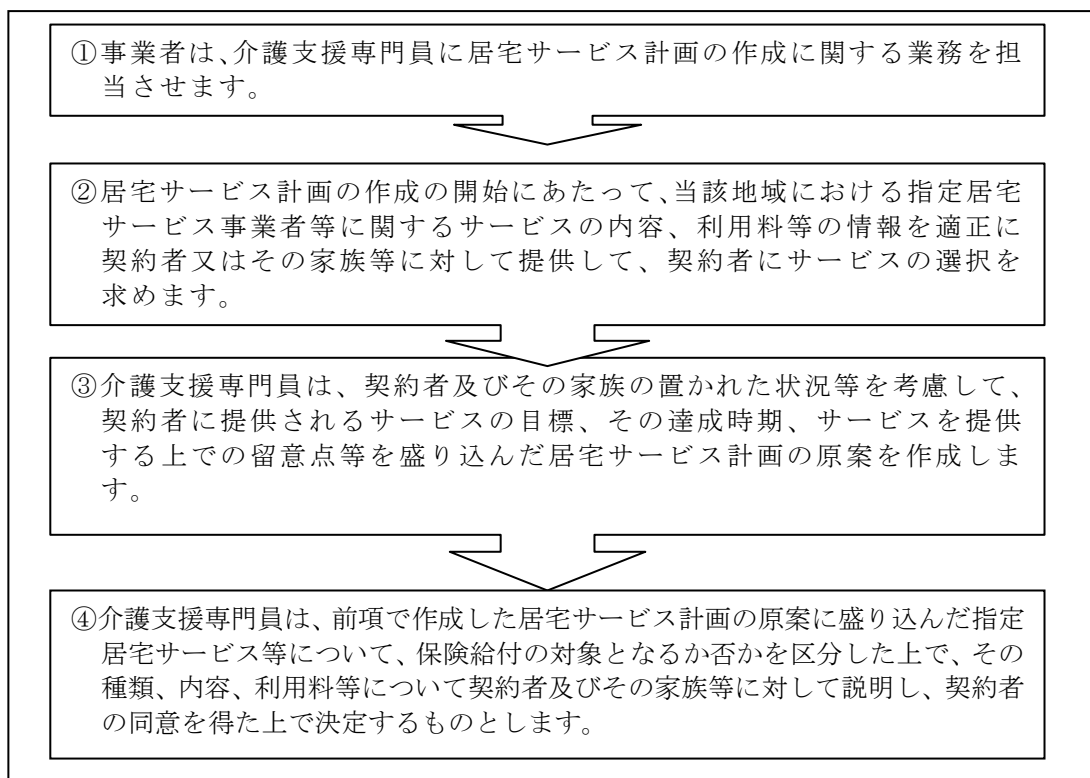 ①事業者は、介護支援専門員に居宅サービス計画の作成に関する業務を担
当させます。
②居宅サービス計画の作成の開始にあたって、当該地域における指定居宅
サービス事業者等に関するサービスの内容、利用料等の情報を適正に
契約者又はその家族等に対して提供して、契約者にサービスの選択を
求めます。
③介護支援専門員は、契約者及びその家族の置かれた状況等を考慮して、
契約者に提供されるサービスの目標、その達成時期、サービスを提供
する上での留意点等を盛り込んだ居宅サービス計画の原案を作成しま
す。
④介護支援専門員は、前項で作成した居宅サービス計画の原案に盛り込んだ指定
居宅サービス等について、保険給付の対象となるか否かを区分した上で、その
種類、内容、利用料等について契約者及びその家族等に対して説明し、契約者
の同意を得た上で決定するものとします。